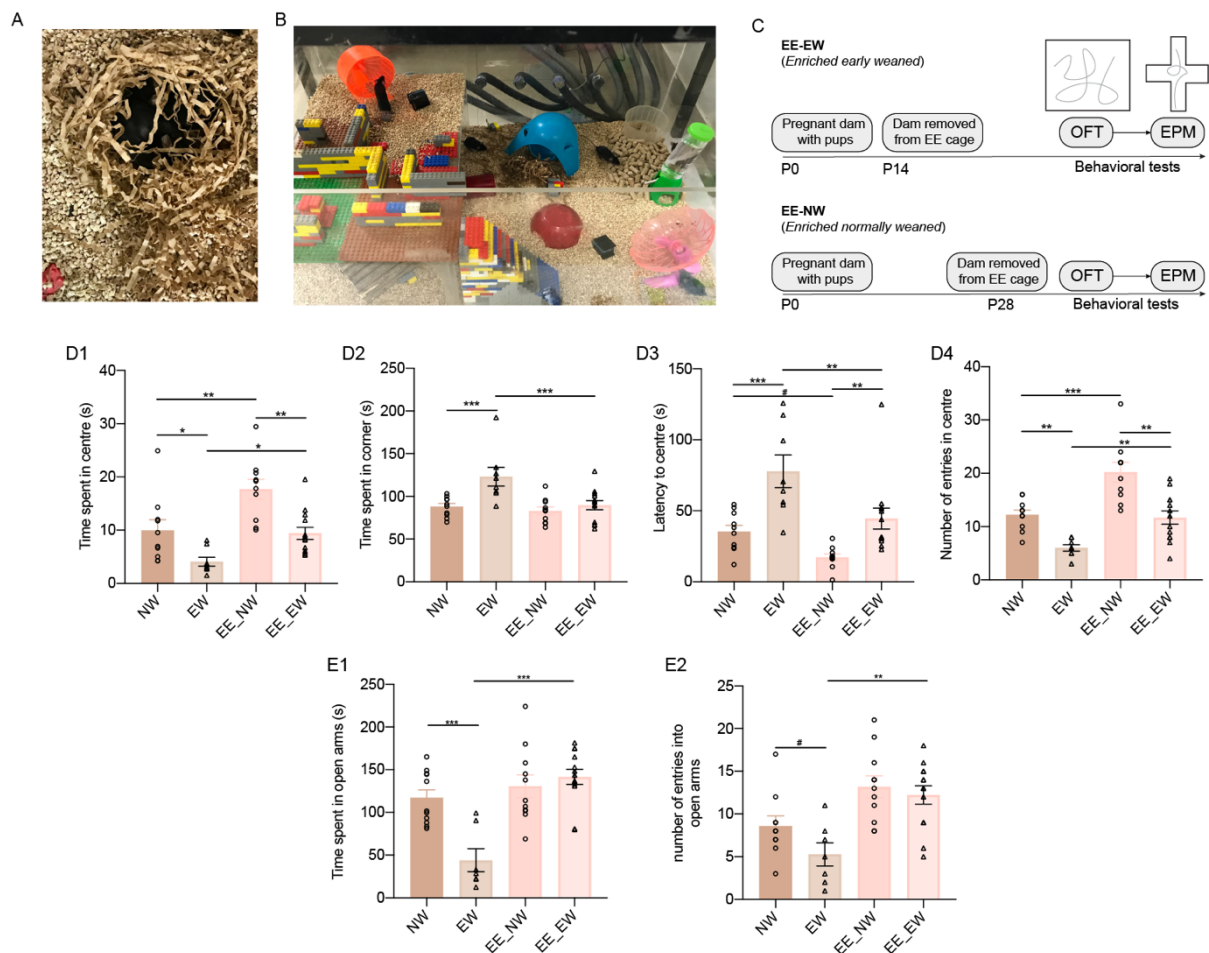 A
B
C
EE-EW
(Enriched early weaned)
Pregnant dam
with pups
Dam removed
from EE cage
OFT
EPM
P0
P14
Behavioral tests
EE-NW
(Enriched normally weaned)
Pregnant dam
with pups
Dam removed
from EE cage
OFT
EPM
P0
P28
Behavioral tests
D1
Time spent in centre (s)
40
30
20
10
0
**
**
*
*
NW
EW
EE_NW
EE_EW
D2
Time spent in corner (s)
250
200
150
100
50
0
***
***
NW
EW
EE_NW
EE_EW
D3
Latency to centre (s)
150
100
50
0
**
***
#
**
NW
EW
EE_NW
EE_EW
D4
Number of entries in centre
40
30
20
10
0
***
**
**
**
NW
EW
EE_NW
EE_EW
E1
Time spent in open arms (s)
250
200
150
100
50
0
***
***
NW
EW
EE_NW
EE_EW
E2
number of entries into
open arms
25
20
15
10
5
0
**
#
NW
EW
EE_NW
EE_EW